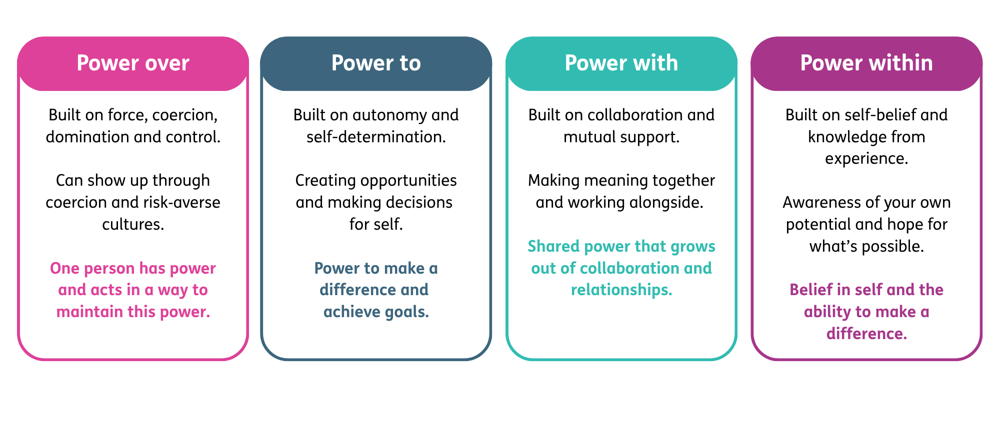 Power over
Built on force, coercion,
domination and control.
Can show up through
coercion and risk-averse
cultures.
One person has power
and acts in a way to
maintain this power.
Power to
Built on autonomy and
self-determination.
Creating opportunities
and making decisions
for self.
Power to make a
difference and
achieve goals.
Power with
Built on collaboration and
mutual support.
Making meaning together
and working alongside.
Shared power that grows
out of collaboration and
relationships.
Power within
Built on self-belief and
knowledge from
experience.
Awareness of your own
potential and hope for
what’s possible.
Belief in self and the
ability to make a
difference.